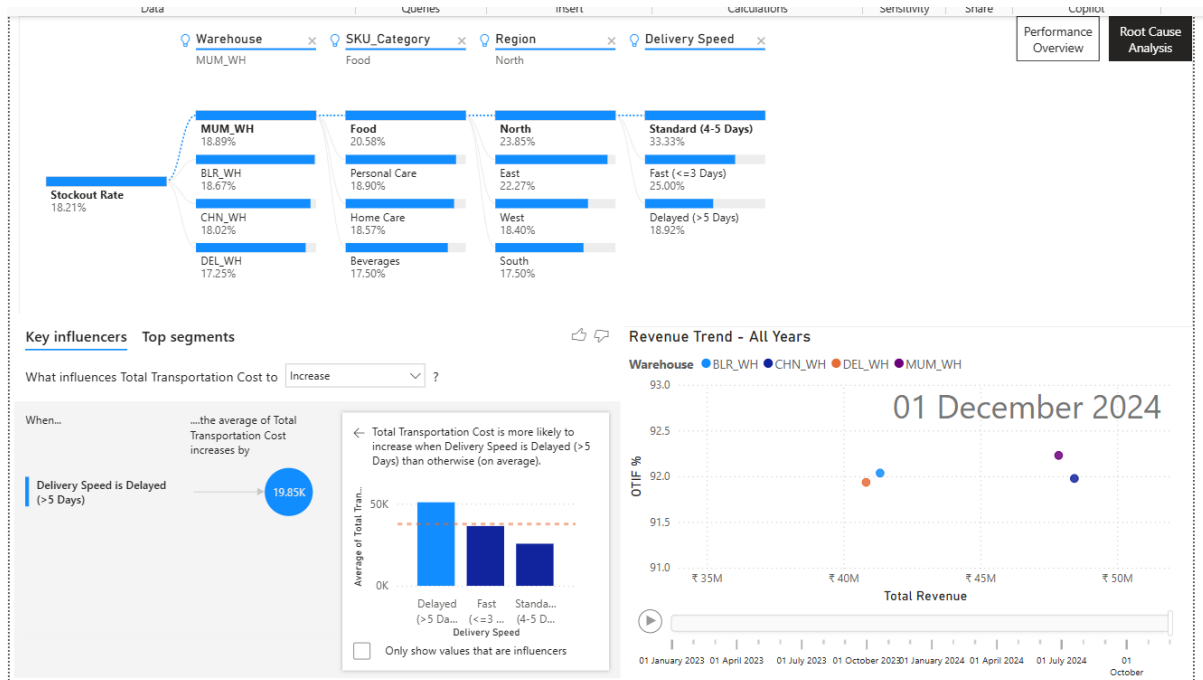 Data Queries Insert Calculations Sensitivity Share Copilot
Warehouse × SKU_Category × Region × Delivery Speed ×
MUM_WH Food North
Performance Overview
Root Cause Analysis
Stockout Rate
18.21%
MUM_WH
18.89%
BLR_WH
18.67%
CHN_WH
18.02%
DEL_WH
17.25%
Food
20.58%
Personal Care
18.90%
Home Care
18.57%
Beverages
17.50%
North
23.85%
East
22.27%
West
18.40%
South
17.50%
Standard (4-5 Days)
33.33%
Fast (<=3 Days)
25.00%
Delayed (>5 Days)
18.92%
Key influencers Top segments
What influences Total Transportation Cost to Increase ?
When...
....the average of Total
Transportation Cost
increases by
Delivery Speed is Delayed
(>5 Days)
19.85K
Total Transportation Cost is more likely to
increase when Delivery Speed is Delayed (>5
Days) than otherwise (on average).
Average of Total Tran...
50K
0K
Delayed
(>5 Da...
Fast
(<=3 ...
Standa...
(4-5 D...
Delivery Speed
Only show values that are influencers
Revenue Trend - All Years
Warehouse BLR_WH CHN_WH DEL_WH MUM_WH
01 December 2024
OTIF %
93.0
92.5
92.0
91.5
91.0
₹ 35M ₹ 40M ₹ 45M ₹ 50M
Total Revenue
01 January 2023 01 April 2023 01 July 2023 01 October 2023 01 January 2024 01 April 2024 01 July 2024 01
October